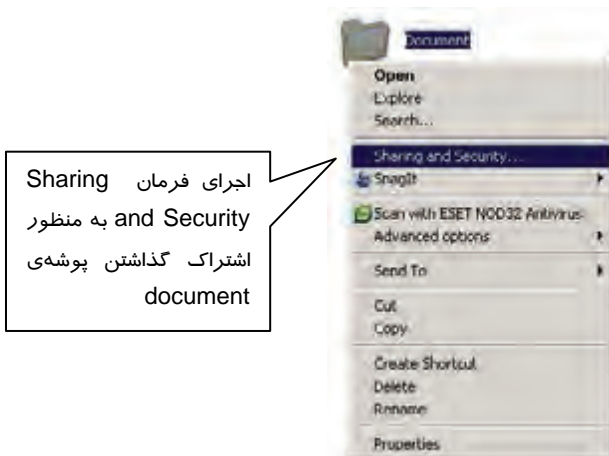 Document
Open
Explore
Search...
Sharing and Security...
SnagIt
Scan with ESET NOD32 Antivirus
Advanced options
Send To
Cut
Copy
Create Shortcut
Delete
Rename
Properties
اجرای فرمان Sharing
and Security به منظور
اشتراک گذاشتن پوشه‌ی
document